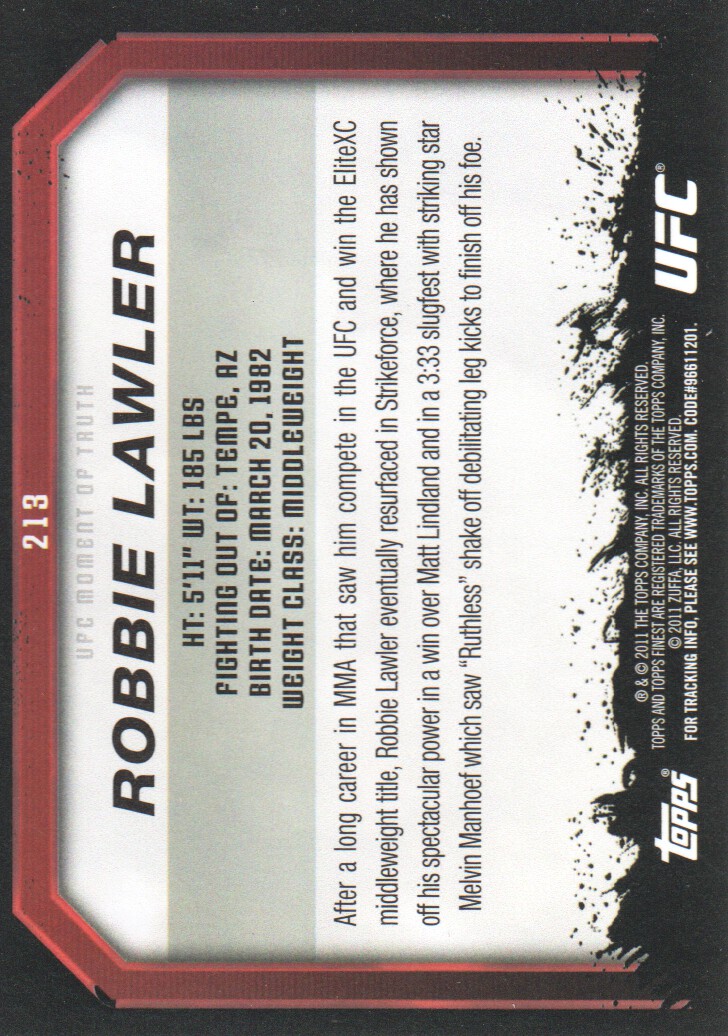 213
UFC MOMENT OF TRUTH
ROBBIE LAWLER
HT: 5'11" WT: 185 LBS
FIGHTING OUT OF: TEMPE, AZ
BIRTH DATE: MARCH 20, 1982
WEIGHT CLASS: MIDDLEWEIGHT
After a long career in MMA that saw him compete in the UFC and win the EliteXC
middleweight title, Robbie Lawler eventually resurfaced in Strikeforce, where he has shown
off his spectacular power in a win over Matt Lindland and in a 3:33 slugfest with striking star
Melvin Manhoef which saw "Ruthless" shake off debilitating leg kicks to finish off his foe.
Topps®
® & © 2011 THE TOPPS COMPANY, INC. ALL RIGHTS RESERVED.
TOPPS AND TOPPS FINEST ARE REGISTERED TRADEMARKS OF THE TOPPS COMPANY, INC.
© 2011 ZUFFA, LLC. ALL RIGHTS RESERVED.
FOR TRACKING INFO, PLEASE SEE WWW.TOPPS.COM. CODE#96611201.
UFC®